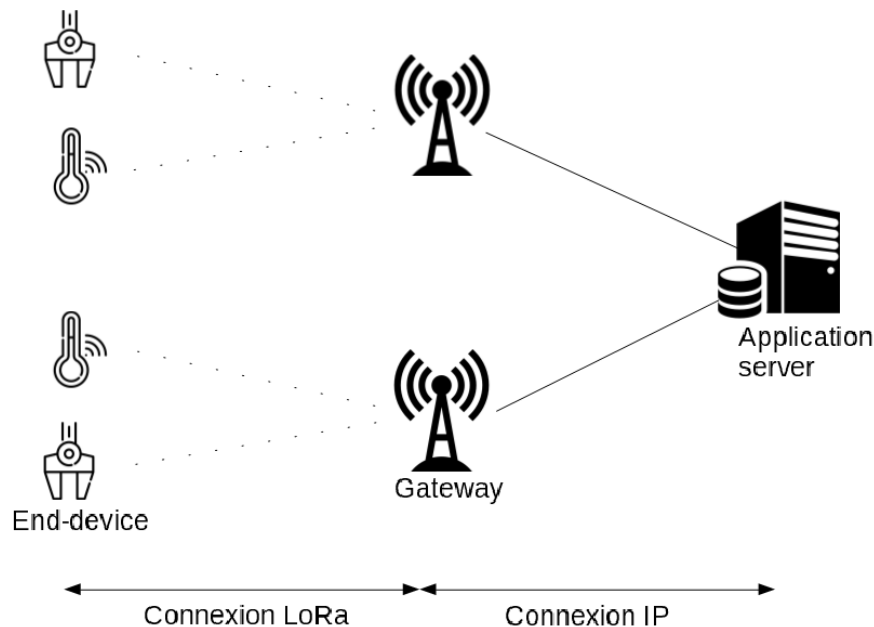 Application
server
Gateway
End-device
Connexion LoRa
Connexion IP